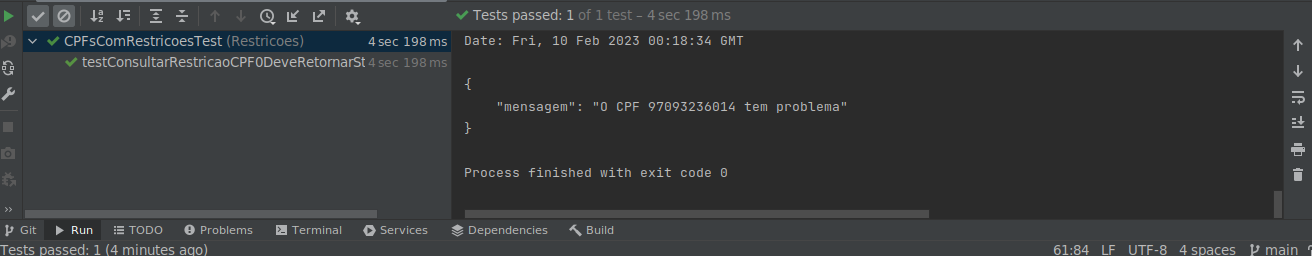 Tests passed: 1 of 1 test – 4 sec 198 ms
CPFsComRestricoesTest (Restricoes) 4 sec 198 ms
testConsultarRestricaoCPF0DeveRetornarSt 4 sec 198 ms
Date: Fri, 10 Feb 2023 00:18:34 GMT
{
"mensagem": "O CPF 97093236014 tem problema"
}
Process finished with exit code 0
Git Run TODO Problems Terminal Services Dependencies Build
Tests passed: 1 (4 minutes ago) 61:84 LF UTF-8 4 spaces main